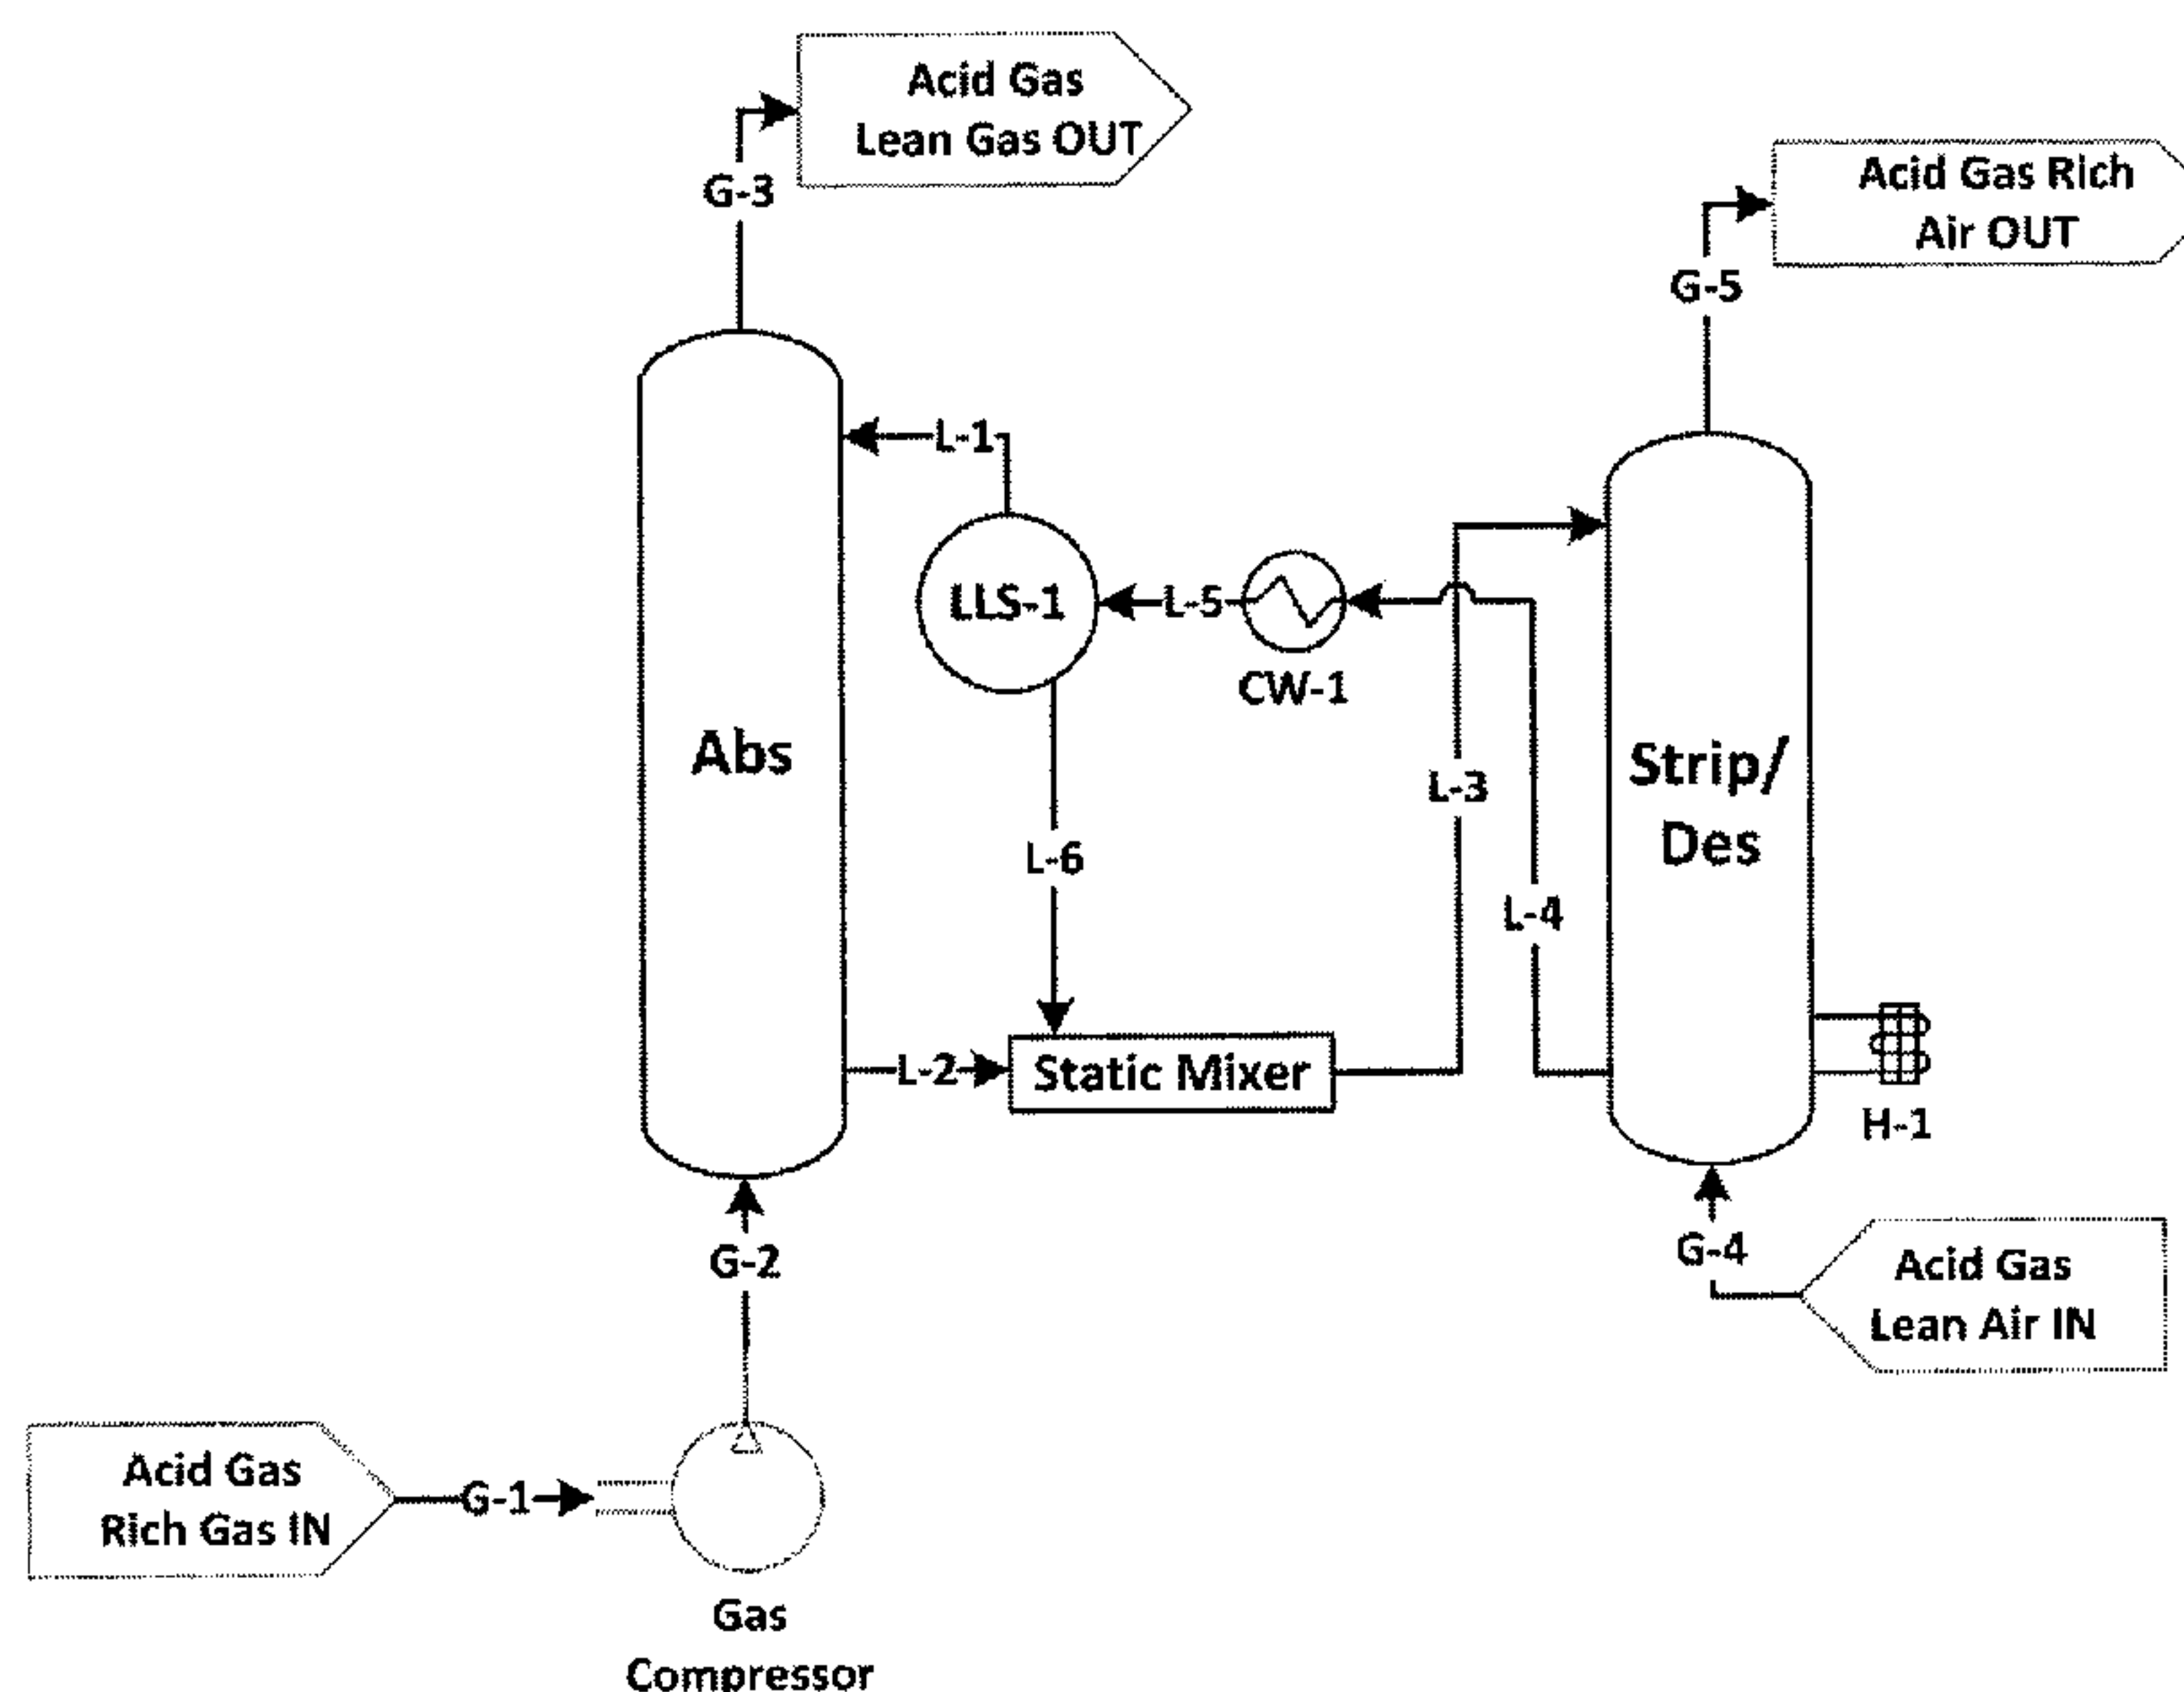 Acid Gas
Lean Gas OUT
G-3
Acid Gas Rich
Air OUT
G-5
L-1
LLS-1
L-5
CW-1
Abs
L-6
L-3
L-4
Strip/
Des
L-2
Static Mixer
H-1
G-2
G-4
Acid Gas
Lean Air IN
Acid Gas
Rich Gas IN
G-1
Gas
Compressor